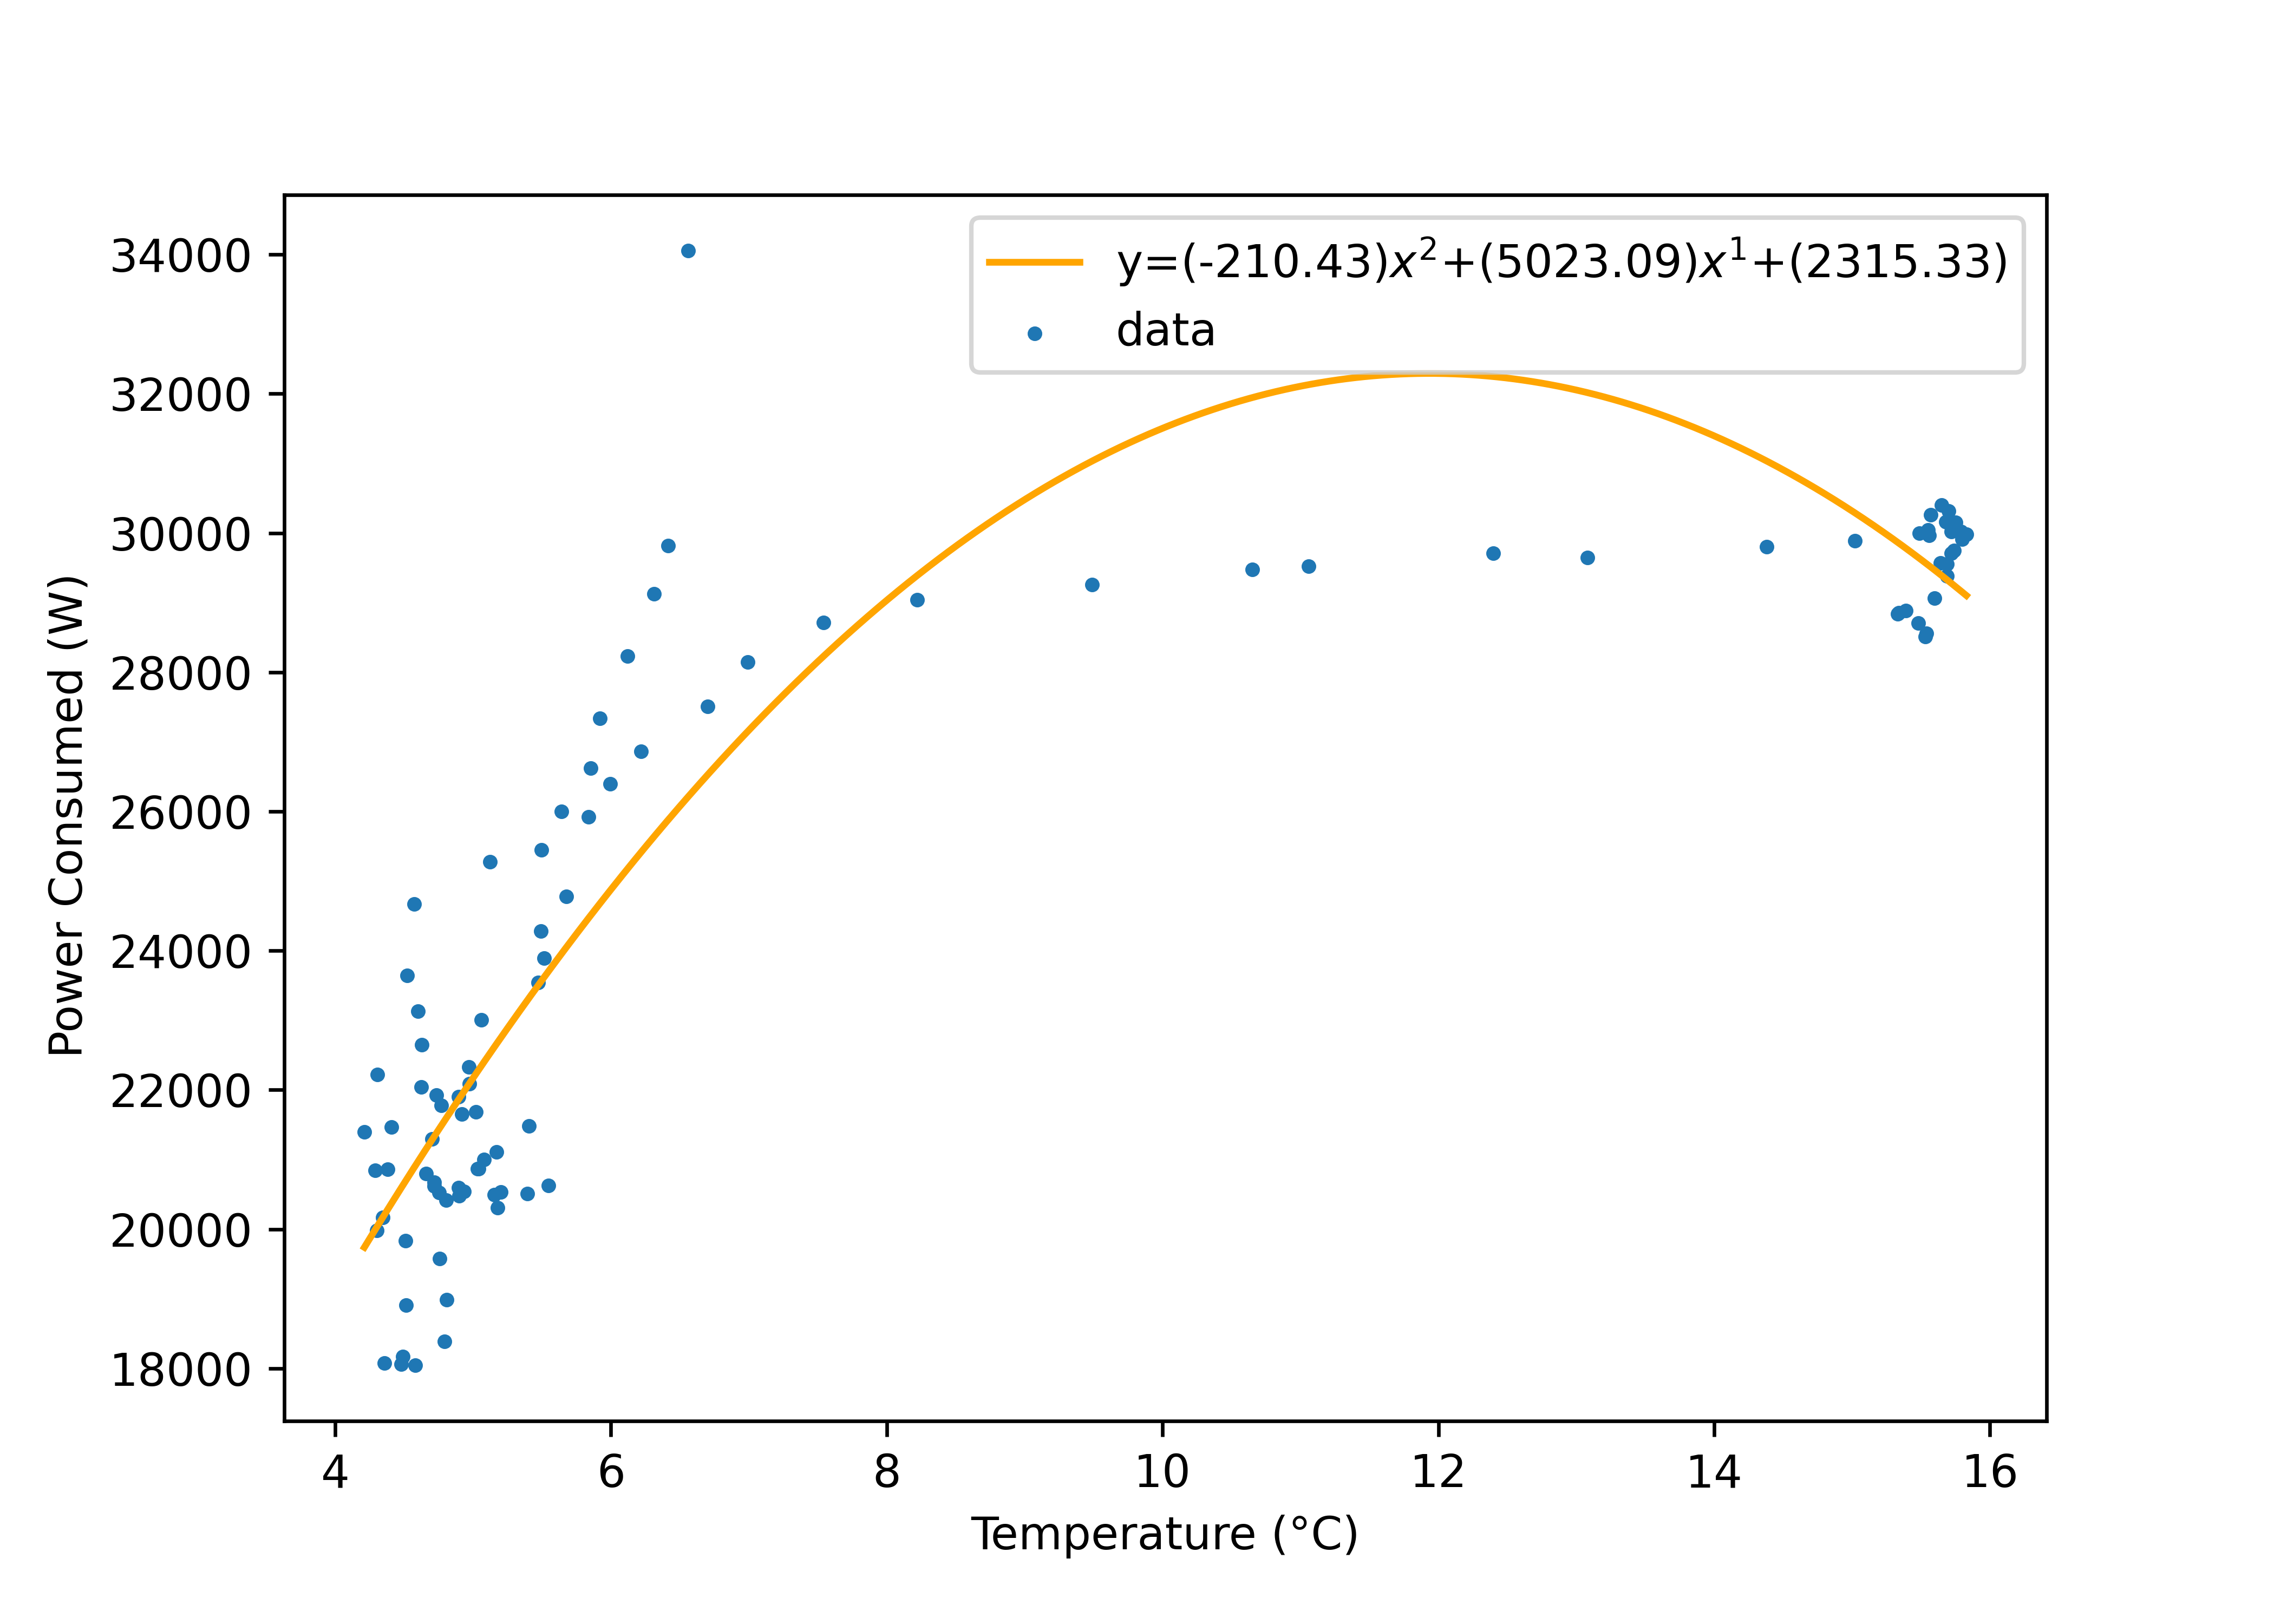 y=(-210.43)x²+(5023.09)x¹+(2315.33)
data
34000
32000
30000
28000
26000
24000
22000
20000
18000
Power Consumed (W)
4 6 8 10 12 14 16
Temperature (°C)